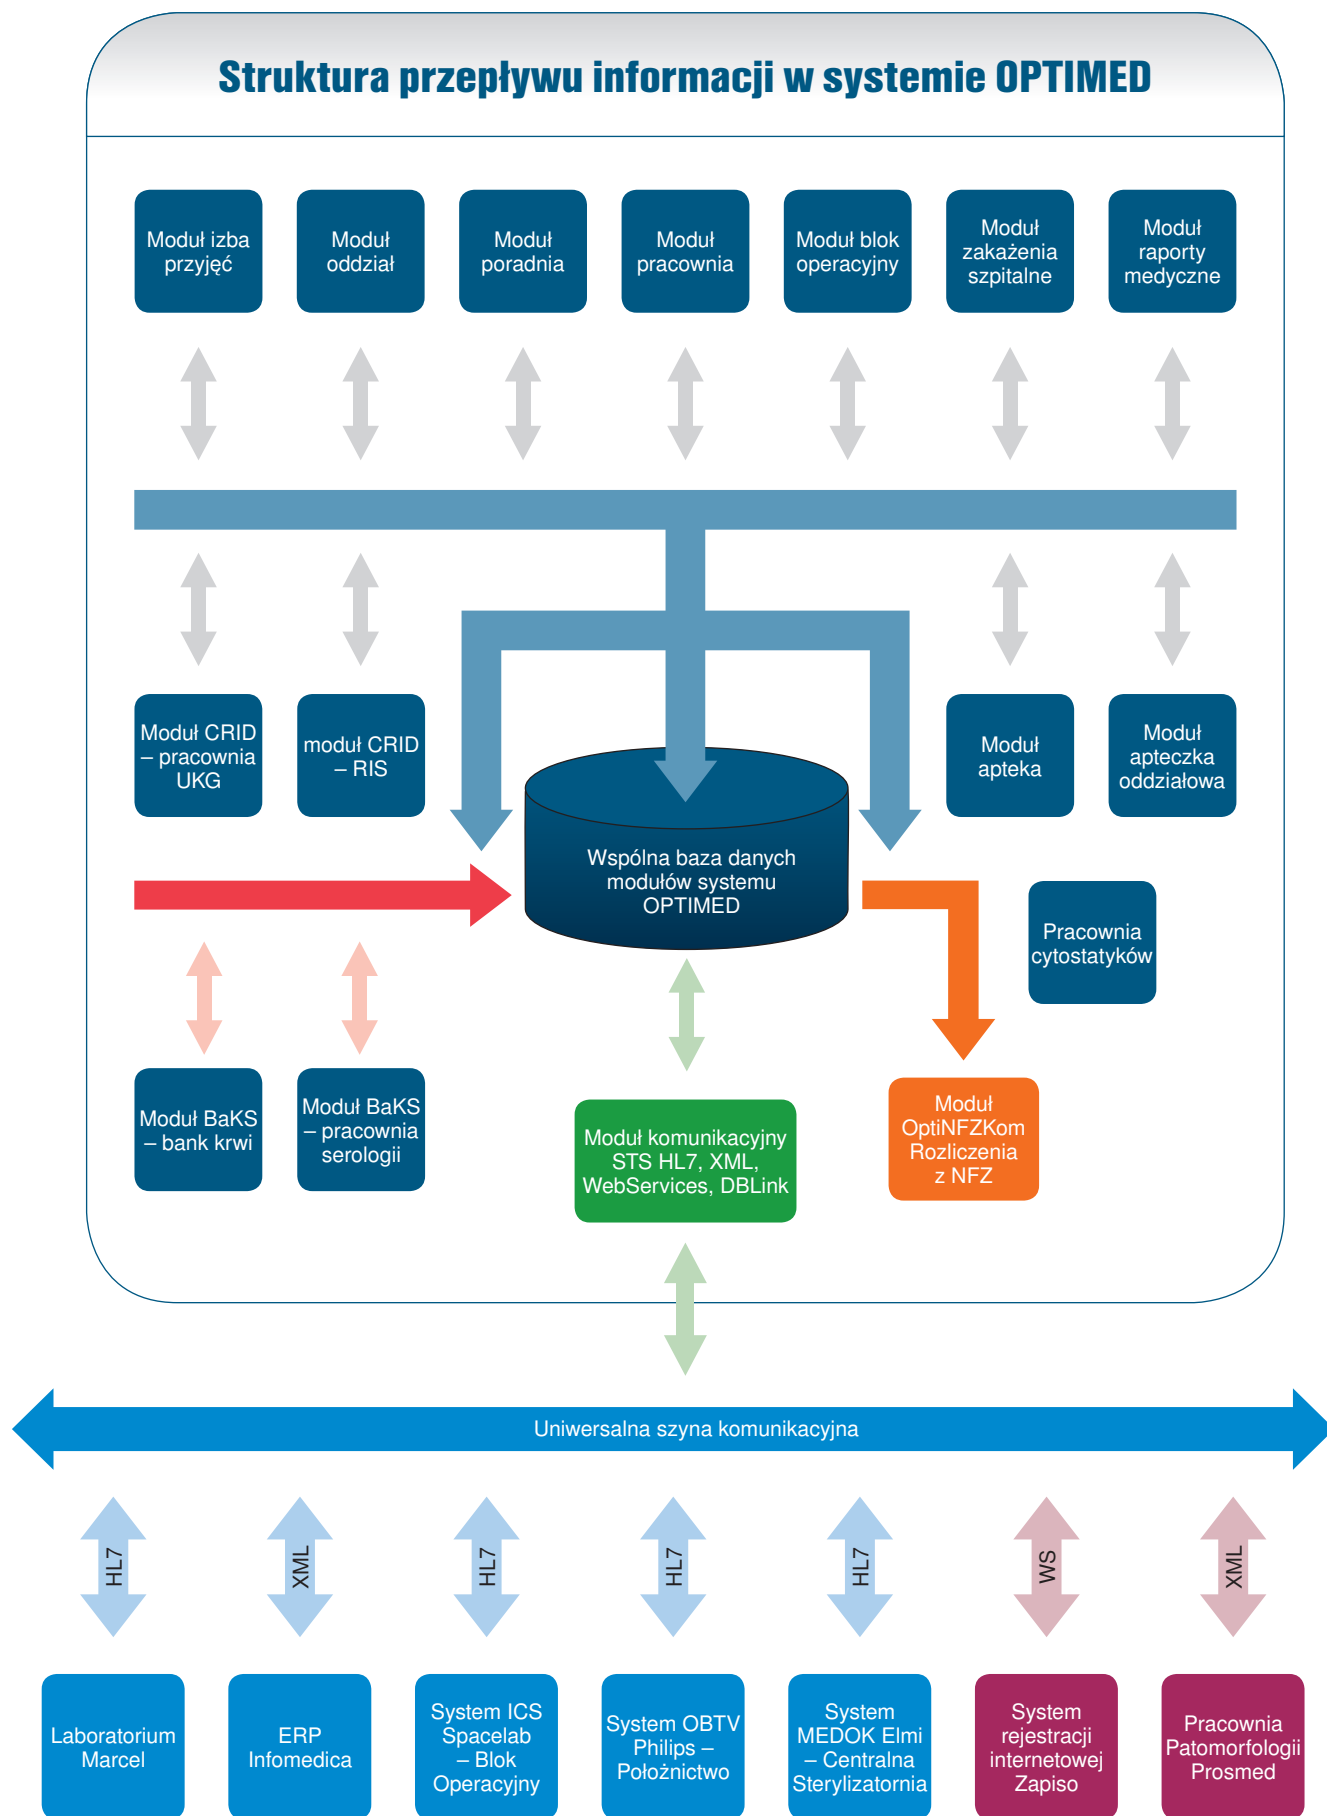 Struktura przepływu informacji w systemie OPTIMED
Moduł izba
przyjęć
Moduł
oddział
Moduł
poradnia
Moduł
pracownia
Moduł blok
operacyjny
Moduł
zakażenia
szpitalne
Moduł
raporty
medyczne
Moduł CRID
– pracownia
UKG
moduł CRID
– RIS
Moduł
apteka
Moduł
apteczka
oddziałowa
Wspólna baza danych
modułów systemu
OPTIMED
Pracownia
cytostatyków
Moduł BaKS
– bank krwi
Moduł BaKS
– pracownia
serologii
Moduł komunikacyjny
STS HL7, XML,
WebServices, DBLink
Moduł
OptiNFZKom
Rozliczenia
z NFZ
Uniwersalna szyna komunikacyjna
HL7
XML
HL7
HL7
HL7
WS
XML
Laboratorium
Marcel
ERP
Infomedica
System ICS
Spacelab
– Blok
Operacyjny
System OBTV
Philips –
Położnictwo
System
MEDOK Elmi
– Centralna
Sterylizatornia
System
rejestracji
internetowej
Zapiso
Pracownia
Patomorfologii
Prosmed